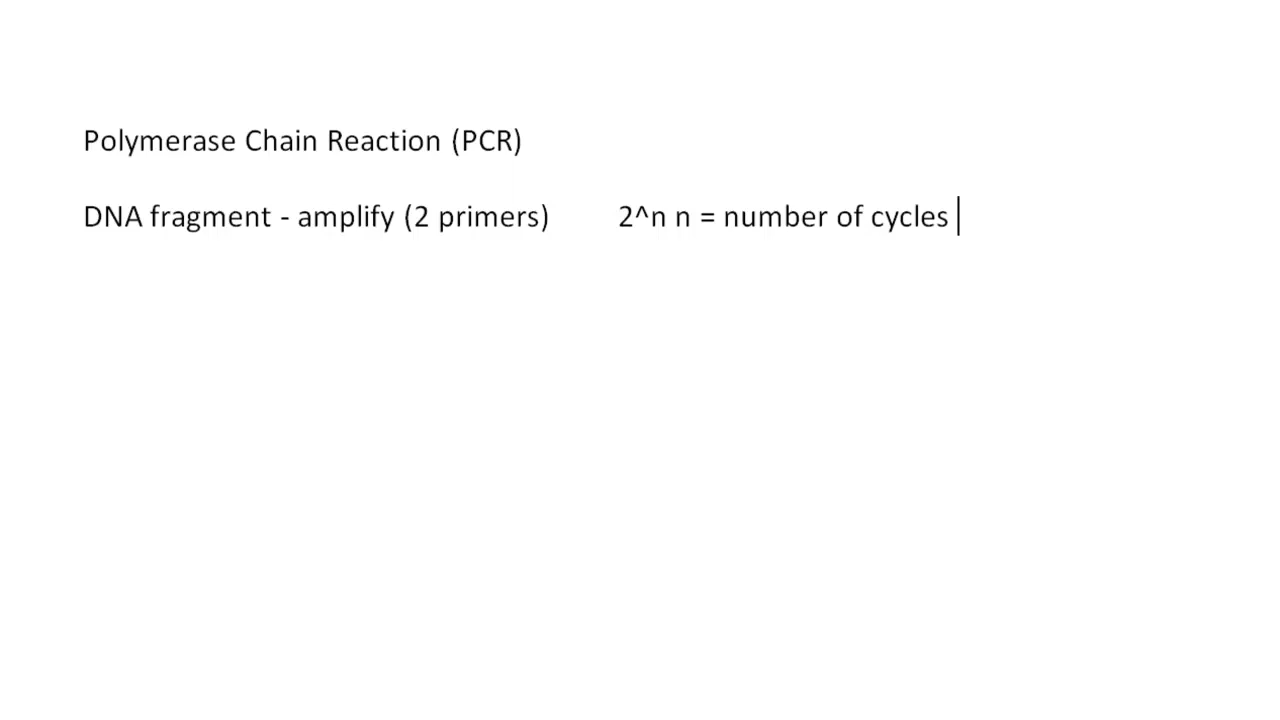 Polymerase Chain Reaction (PCR)
DNA fragment - amplify (2 primers) 2^n n = number of cycles